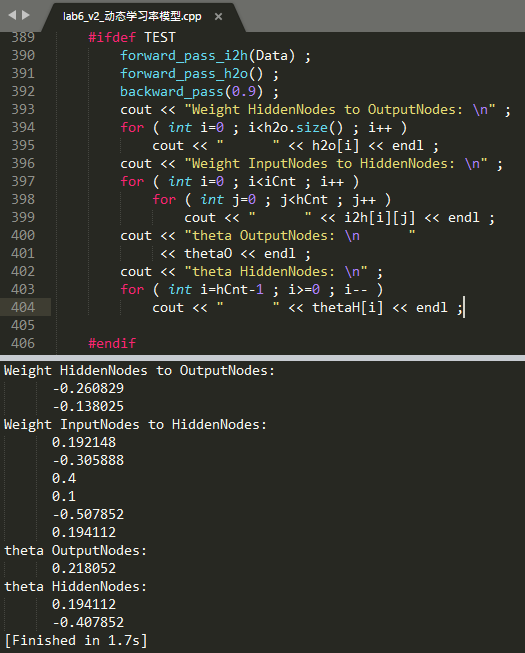 lab6_v2_动态学习率模型.cpp ×
389 #ifdef TEST
390 forward_pass_i2h(Data) ;
391 forward_pass_h2o() ;
392 backward_pass(0.9) ;
393 cout << "Weight HiddenNodes to OutputNodes: \n" ;
394 for ( int i=0 ; i<h2o.size() ; i++ )
395 cout << "      " << h2o[i] << endl ;
396 cout << "Weight InputNodes to HiddenNodes: \n" ;
397 for ( int i=0 ; i<iCnt ; i++ )
398 for ( int j=0 ; j<hCnt ; j++ )
399 cout << "      " << i2h[i][j] << endl ;
400 cout << "theta OutputNodes: \n      "
401 << thetaO << endl ;
402 cout << "theta HiddenNodes: \n" ;
403 for ( int i=hCnt-1 ; i>=0 ; i-- )
404 cout << "      " << thetaH[i] << endl ;
405
406 #endif
Weight HiddenNodes to OutputNodes:
-0.260829
-0.138025
Weight InputNodes to HiddenNodes:
0.192148
-0.305888
0.4
0.1
-0.507852
0.194112
theta OutputNodes:
0.218052
theta HiddenNodes:
0.194112
-0.407852
[Finished in 1.7s]